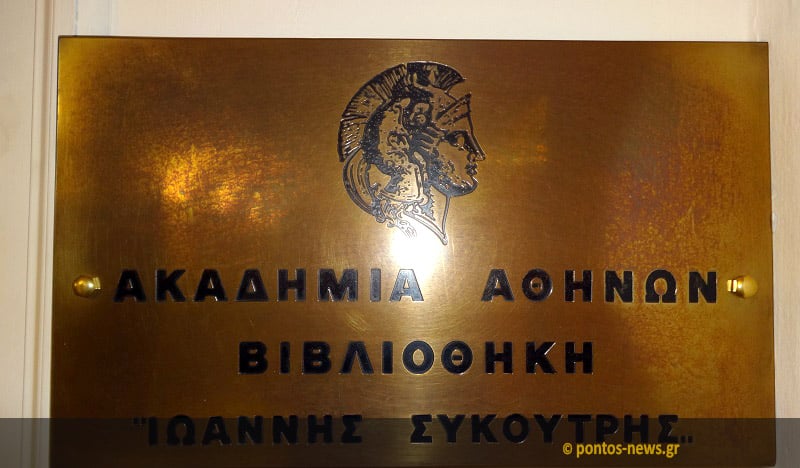 ΑΚΑΔΗΜΙΑ ΑΘΗΝΩΝ
ΒΙΒΛΙΟΘΗΚΗ
"ΙΩΑΝΝΗΣ ΣΥΚΟΥΤΡΗΣ„
© pontos-news.gr